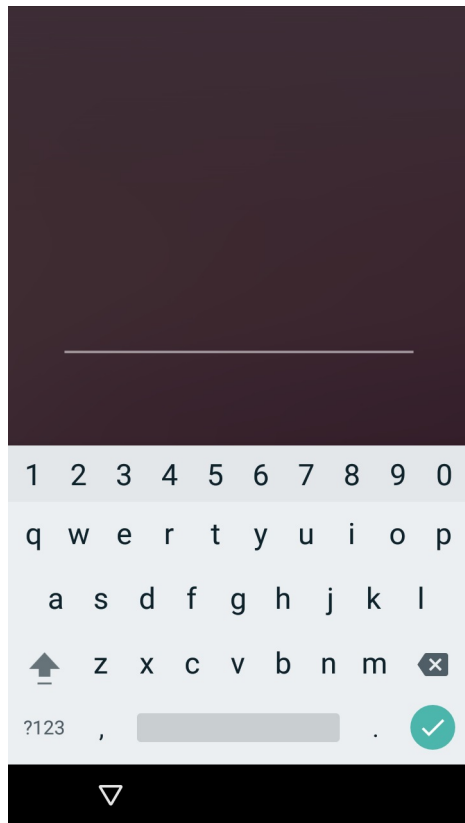 1 2 3 4 5 6 7 8 9 0
q w e r t y u i o p
a s d f g h j k l
z x c v b n m
?123 , .